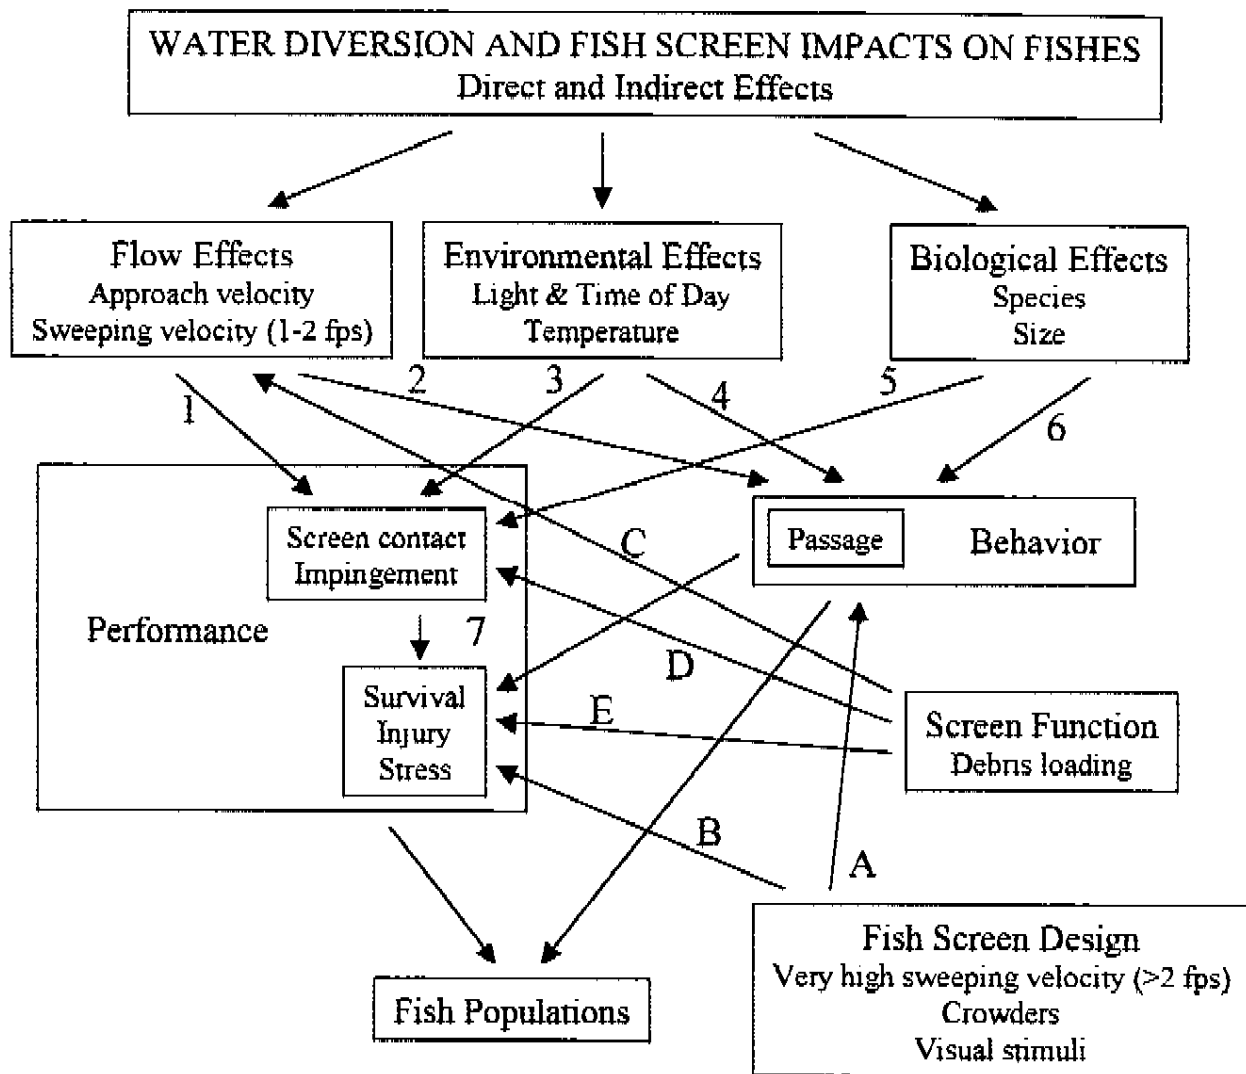 WATER DIVERSION AND FISH SCREEN IMPACTS ON FISHES
Direct and Indirect Effects
Flow Effects
Approach velocity
Sweeping velocity (1-2 fps)
Environmental Effects
Light & Time of Day
Temperature
Biological Effects
Species
Size
1
2
3
4
5
6
Screen contact
Impingement
Passage
Behavior
C
Performance
7
D
Survival
Injury
Stress
E
Screen Function
Debris loading
B
A
Fish Populations
Fish Screen Design
Very high sweeping velocity (>2 fps)
Crowders
Visual stimuli